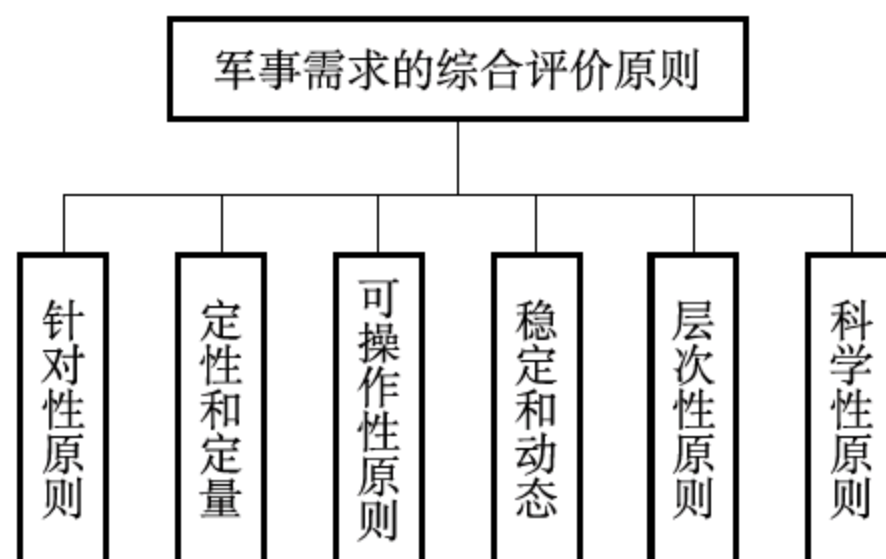 军事需求的综合评价原则
针对性原则
定性和定量
可操作性原则
稳定和动态
层次性原则
科学性原则